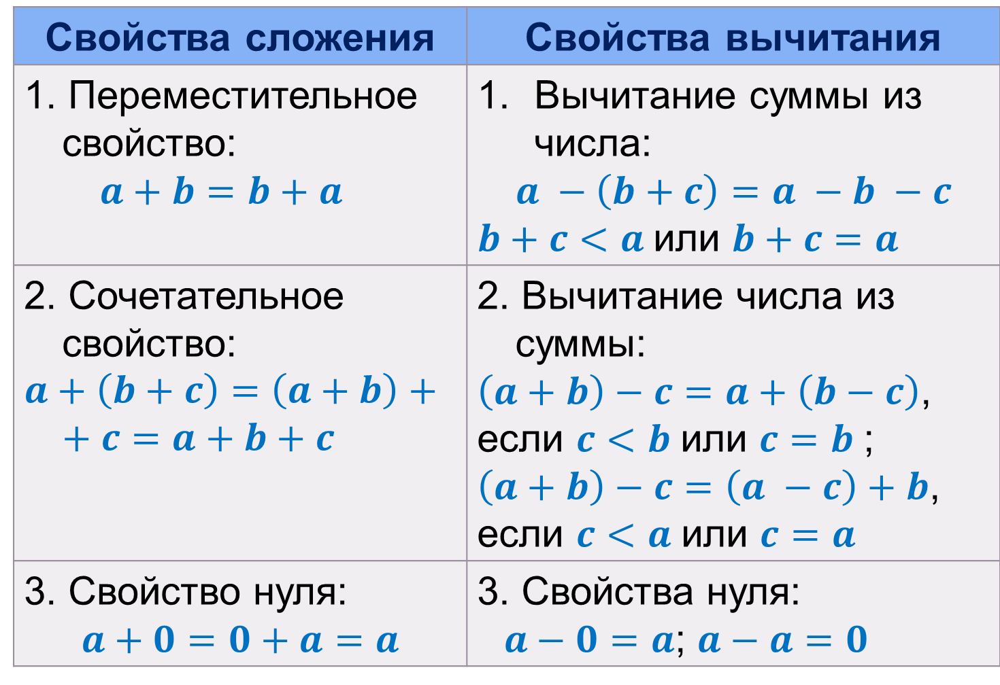 Свойства сложения
Свойства вычитания
1. Переместительное
свойство:
a + b = b + a
1. Вычитание суммы из
числа:
a − (b + c) = a − b − c
b + c < a или b + c = a
2. Сочетательное
свойство:
a + (b + c) = (a + b) +
+ c = a + b + c
2. Вычитание числа из
суммы:
(a + b) − c = a + (b − c),
если c < b или c = b ;
(a + b) − c = (a − c) + b,
если c < a или c = a
3. Свойство нуля:
a + 0 = 0 + a = a
3. Свойства нуля:
a − 0 = a; a − a = 0